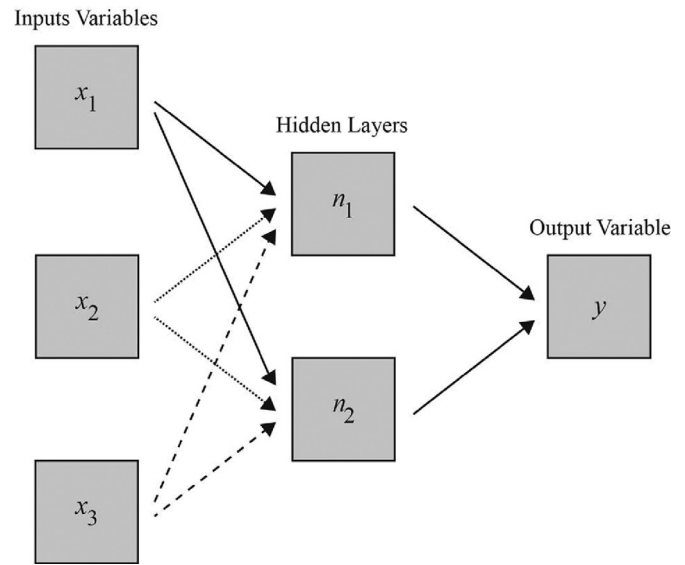 Inputs Variables
x1
Hidden Layers
n1
Output Variable
x2
y
n2
x3